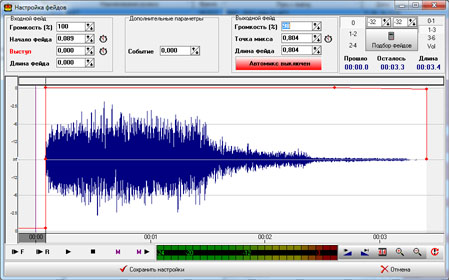 Настройка фейдов
Входной фейд
Громкость [%] 100
Начало фейда 0,089
Выступ 0,000
Длина фейда 0,000
Дополнительные параметры
Событие 0,000
Выходной фейд
Громкость [%] 98
Точка микса 0,804
Длина фейда 0,804
Автомикс выключен
0 -32 -32 0-1
1-2 1-3
2-4 Подбор фейдов 3-6
Vol
Прошло Осталось Длина
00:00.0 00:03.3 00:03.4
00:00 00:01 00:02 00:03
F R M M
Сохранить настройки Отмена